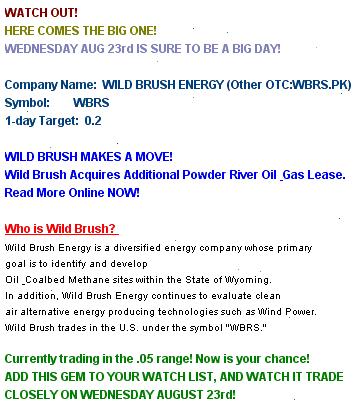 WATCH OUT!
HERE COMES THE BIG ONE!
WEDNESDAY AUG 23rd IS SURE TO BE A BIG DAY!
Company Name: WILD BRUSH ENERGY (Other OTC:WBRS.PK)
Symbol: WBRS
1-day Target: 0.2
WILD BRUSH MAKES A MOVE!
Wild Brush Acquires Additional Powder River Oil _Gas Lease.
Read More Online NOW!
Who is Wild Brush?
Wild Brush Energy is a diversified energy company whose primary
goal is to identify and develop
Oil _Coalbed Methane sites within the State of Wyoming.
In addition, Wild Brush Energy continues to evaluate clean
air alternative energy producing technologies such as Wind Power.
Wild Brush trades in the U.S. under the symbol "WBRS."
Currently trading in the .05 range! Now is your chance!
ADD THIS GEM TO YOUR WATCH LIST, AND WATCH IT TRADE
CLOSELY ON WEDNESDAY AUGUST 23rd!